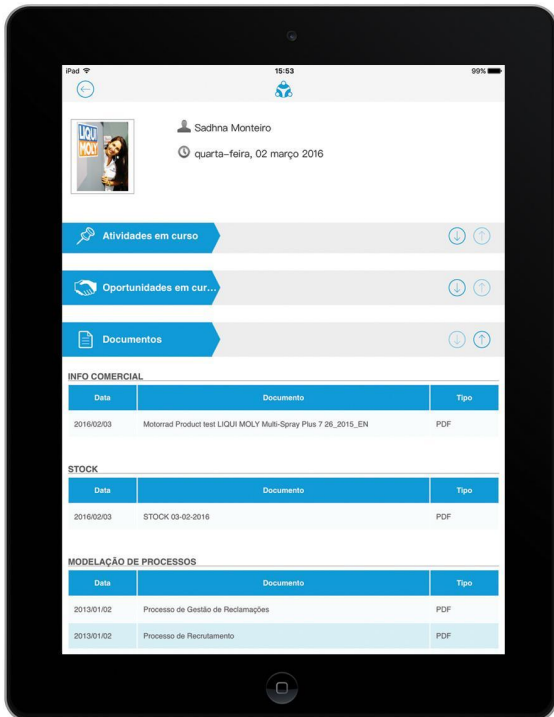 iPad
15:53
99%
LIQUI
MOLY
Sadhna Monteiro
quarta-feira, 02 março 2016
Atividades em curso
Oportunidades em cur...
Documentos
INFO COMERCIAL
Data Documento Tipo
2016/02/03 Motorrad Product test LIQUI MOLY Multi-Spray Plus 7 26_2015_EN PDF
STOCK
Data Documento Tipo
2016/02/03 STOCK 03-02-2016 PDF
MODELAÇÃO DE PROCESSOS
Data Documento Tipo
2013/01/02 Processo de Gestão de Reclamações PDF
2013/01/02 Processo de Recrutamento PDF